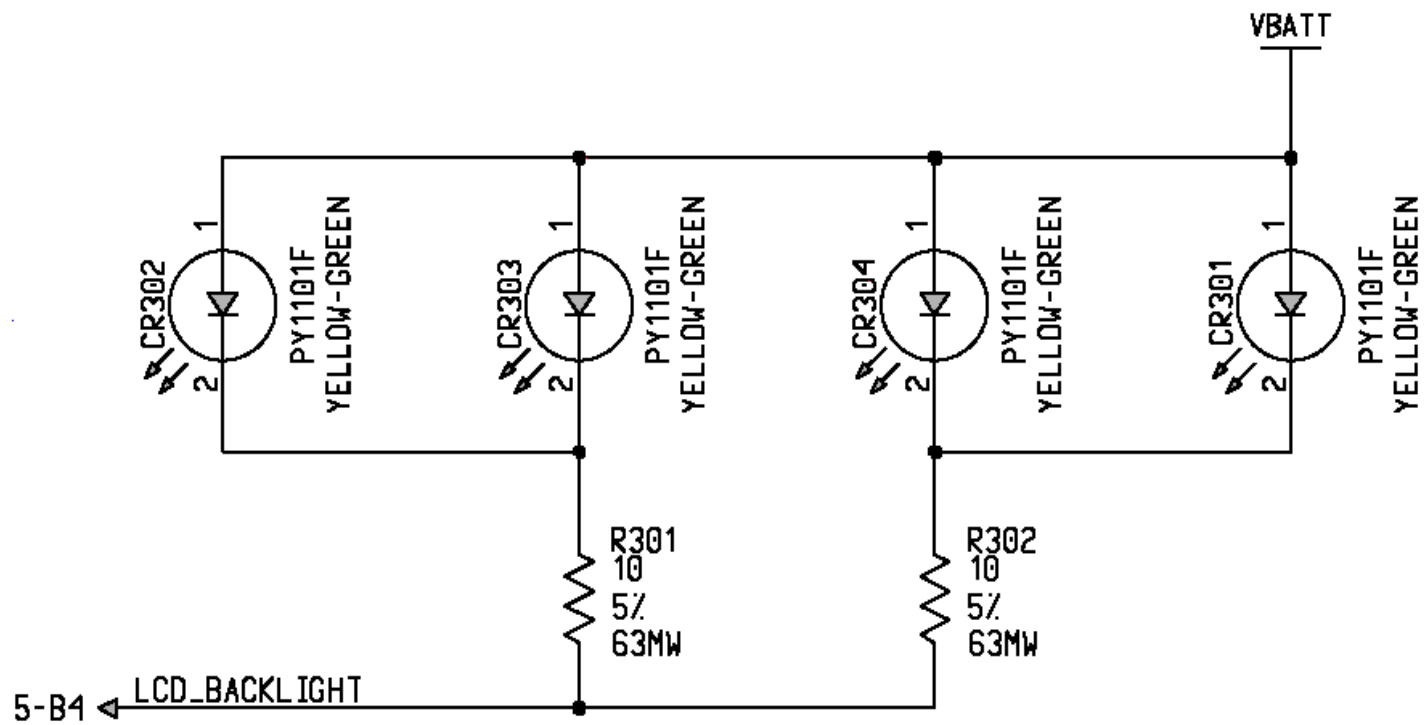 VBATT
1
CR302
PY1101F
YELLOW-GREEN
2
1
CR303
PY1101F
YELLOW-GREEN
2
1
CR304
PY1101F
YELLOW-GREEN
2
1
CR301
PY1101F
YELLOW-GREEN
2
R301
10
5%
63MW
R302
10
5%
63MW
LCD_BACKLIGHT
5-B4